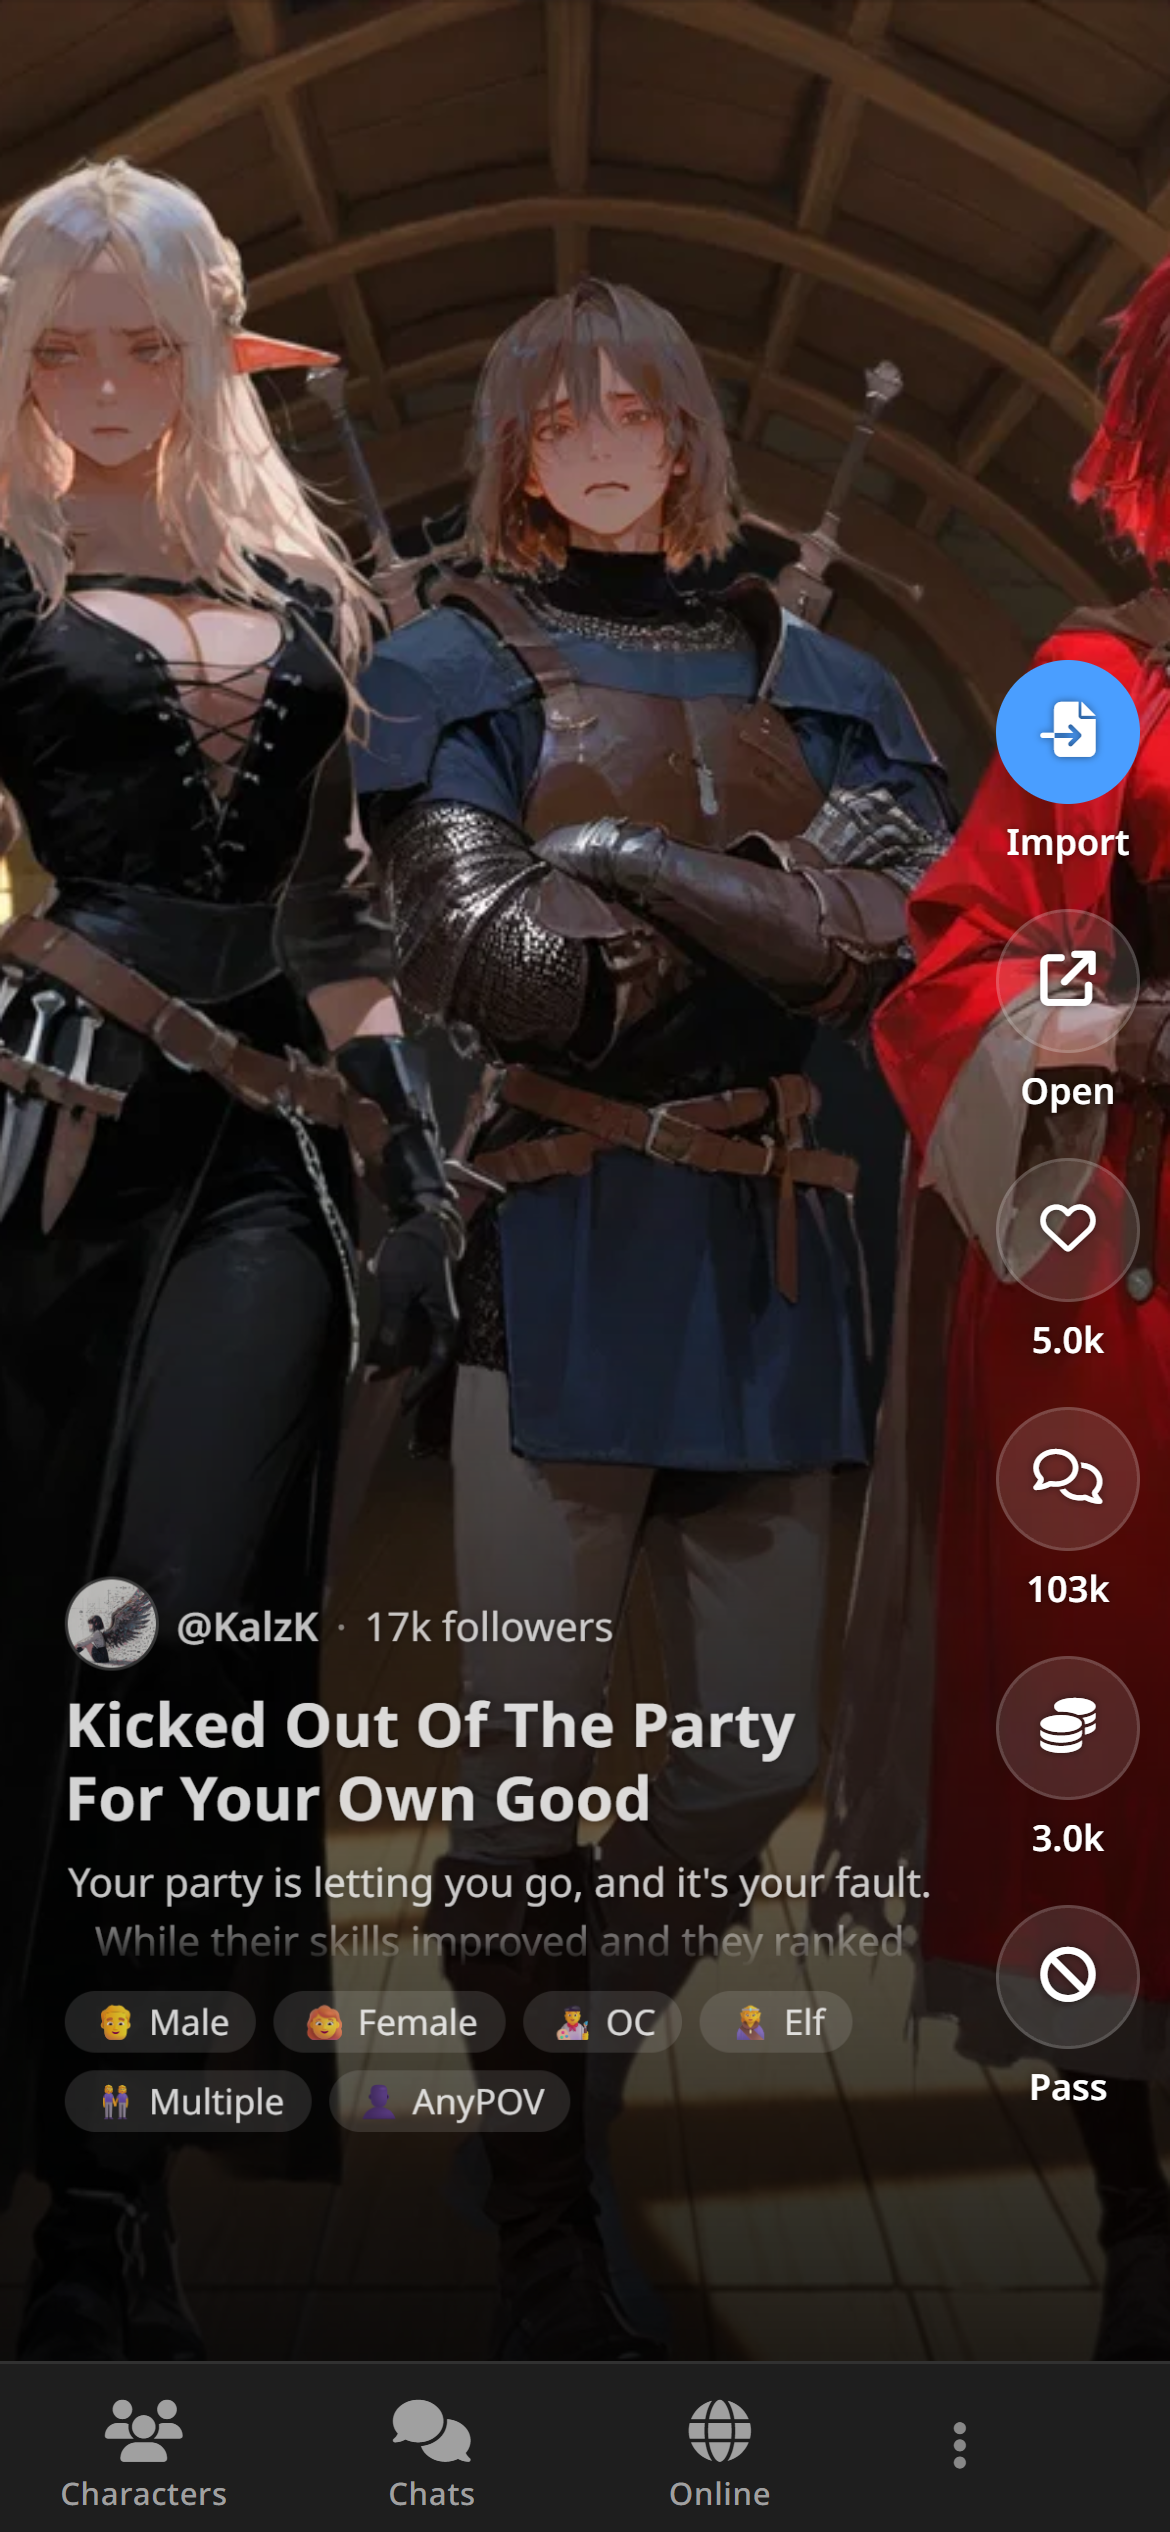 Import
Open
5.0k
103k
3.0k
Pass
@KalzK · 17k followers
Kicked Out Of The Party
For Your Own Good
Your party is letting you go, and it's your fault.
While their skills improved and they ranked
Male Female OC Elf
Multiple AnyPOV
Characters Chats Online